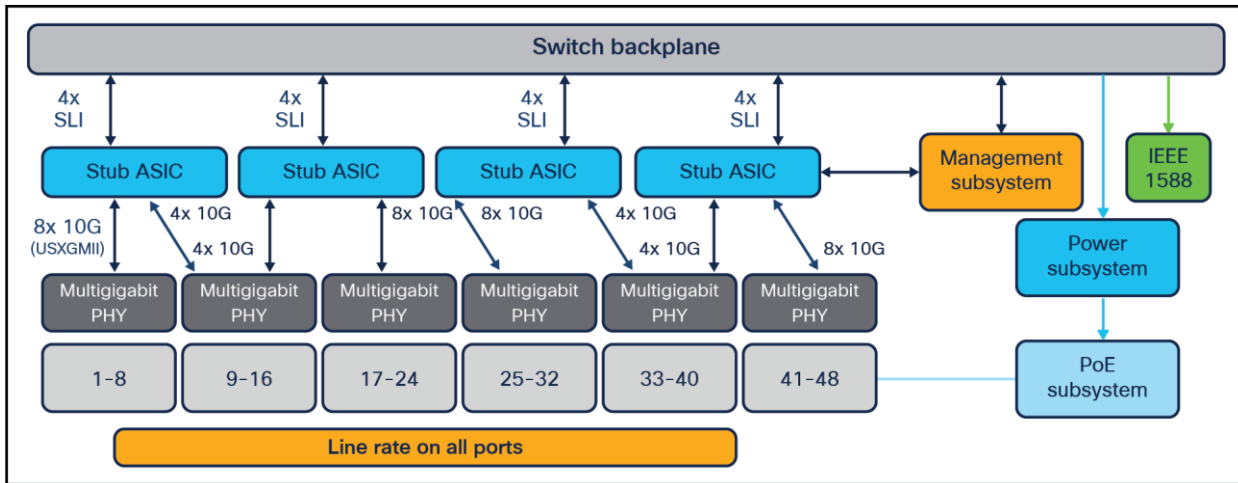 Switch backplane
4x
SLI
4x
SLI
4x
SLI
4x
SLI
Stub ASIC
Stub ASIC
Stub ASIC
Stub ASIC
Management
subsystem
IEEE
1588
8x 10G
(USXGMII)
4x 10G
4x 10G
8x 10G
8x 10G
4x 10G
4x 10G
8x 10G
Power
subsystem
Multigigabit
PHY
Multigigabit
PHY
Multigigabit
PHY
Multigigabit
PHY
Multigigabit
PHY
Multigigabit
PHY
1-8
9-16
17-24
25-32
33-40
41-48
PoE
subsystem
Line rate on all ports